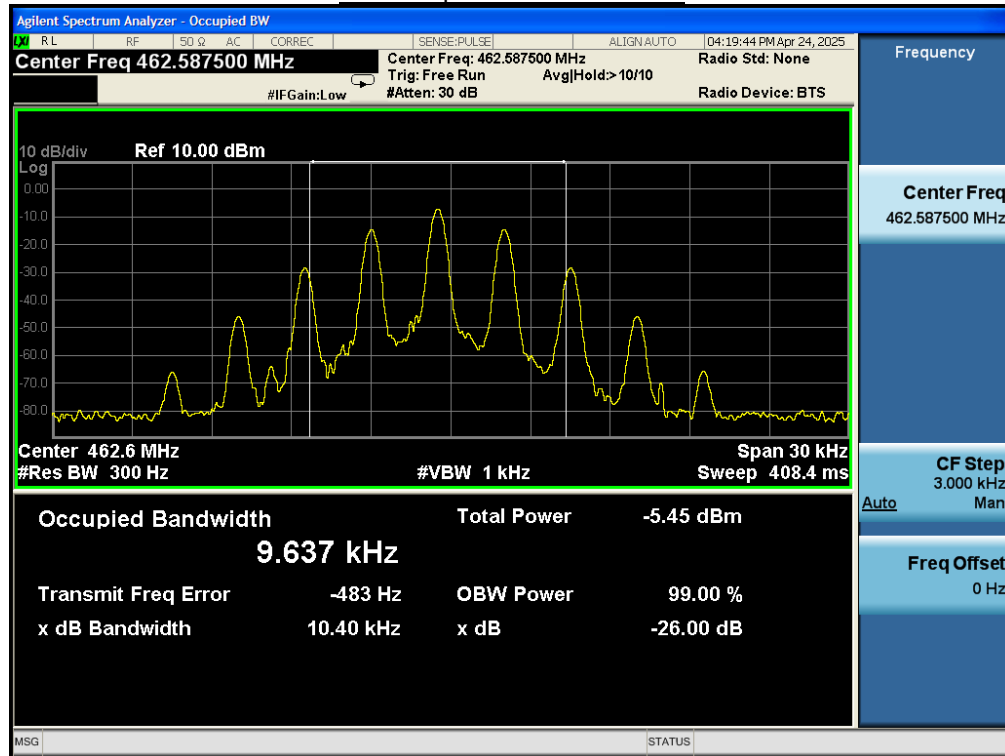 Agilent Spectrum Analyzer - Occupied BW
LXI RL RF 50 Ω AC CORREC SENSE:PULSE ALIGN AUTO 04:19:44 PM Apr 24, 2025
Center Freq 462.587500 MHz
Center Freq: 462.587500 MHz Radio Std: None
Trig: Free Run Avg|Hold:> 10/10
#IFGain:Low #Atten: 30 dB Radio Device: BTS
Frequency
10 dB/div Ref 10.00 dBm
Log
0.00
-10.0
-20.0
-30.0
-40.0
-50.0
-60.0
-70.0
-80.0
Center 462.6 MHz Span 30 kHz
#Res BW 300 Hz #VBW 1 kHz Sweep 408.4 ms
Center Freq
462.587500 MHz
CF Step
3.000 kHz
Auto Man
Freq Offset
0 Hz
Occupied Bandwidth Total Power -5.45 dBm
9.637 kHz
Transmit Freq Error -483 Hz OBW Power 99.00 %
x dB Bandwidth 10.40 kHz x dB -26.00 dB
MSG STATUS